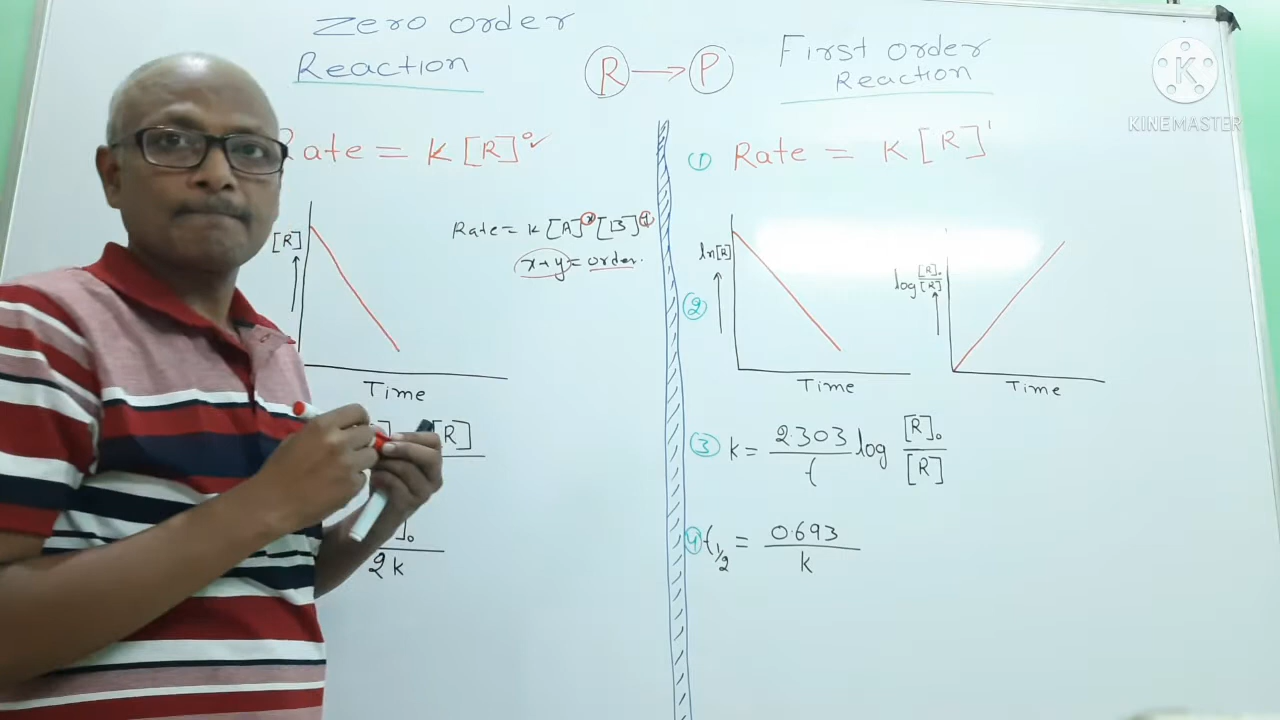 Zero order
Reaction
Rate = K[R]⁰
[R]
Time
Rate = k[A]ˣ[B]ʸ
x+y = order.
[R]
2k
R → P
First order
Reaction
① Rate = K[R]¹
②
ln[R]
Time
log [R]₀/[R]
Time
③ k = 2.303/t log [R]₀/[R]
④ t½ = 0.693/k
K
KINEMASTER